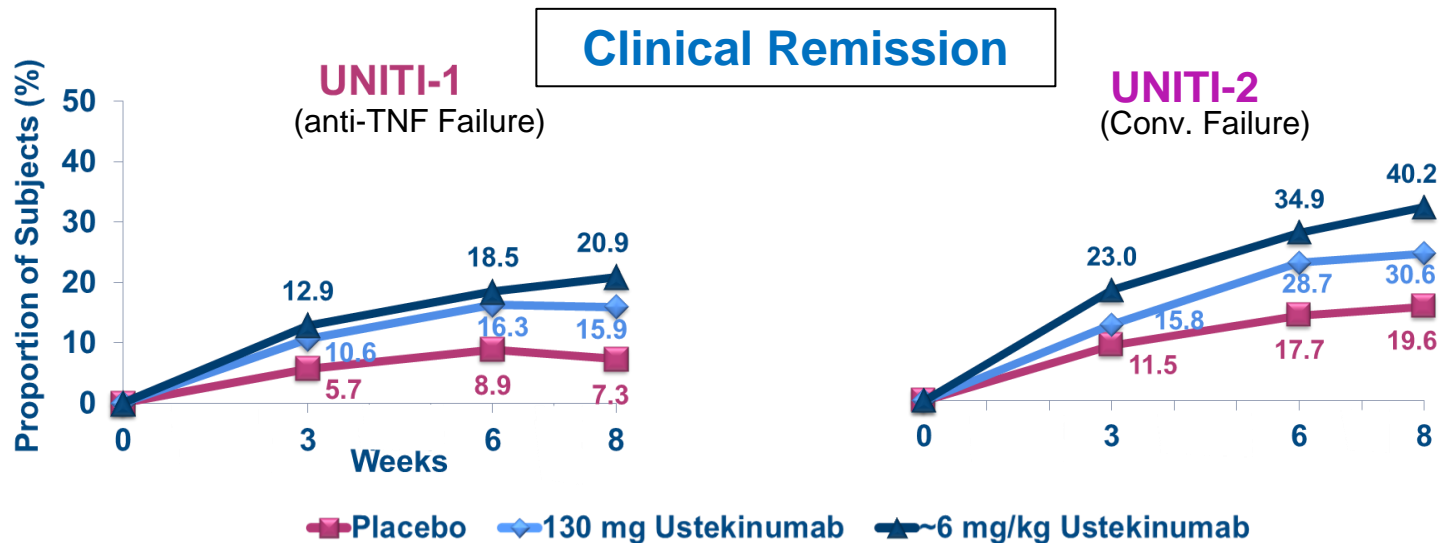 Clinical Remission
UNITI-1
(anti-TNF Failure)
Proportion of Subjects (%)
50
40
30
20
10
0
12.9
18.5
20.9
10.6
16.3
15.9
5.7
8.9
7.3
0 3 6 8
Weeks
UNITI-2
(Conv. Failure)
23.0
34.9
40.2
15.8
28.7
30.6
11.5
17.7
19.6
0 3 6 8
Placebo 130 mg Ustekinumab ~6 mg/kg Ustekinumab